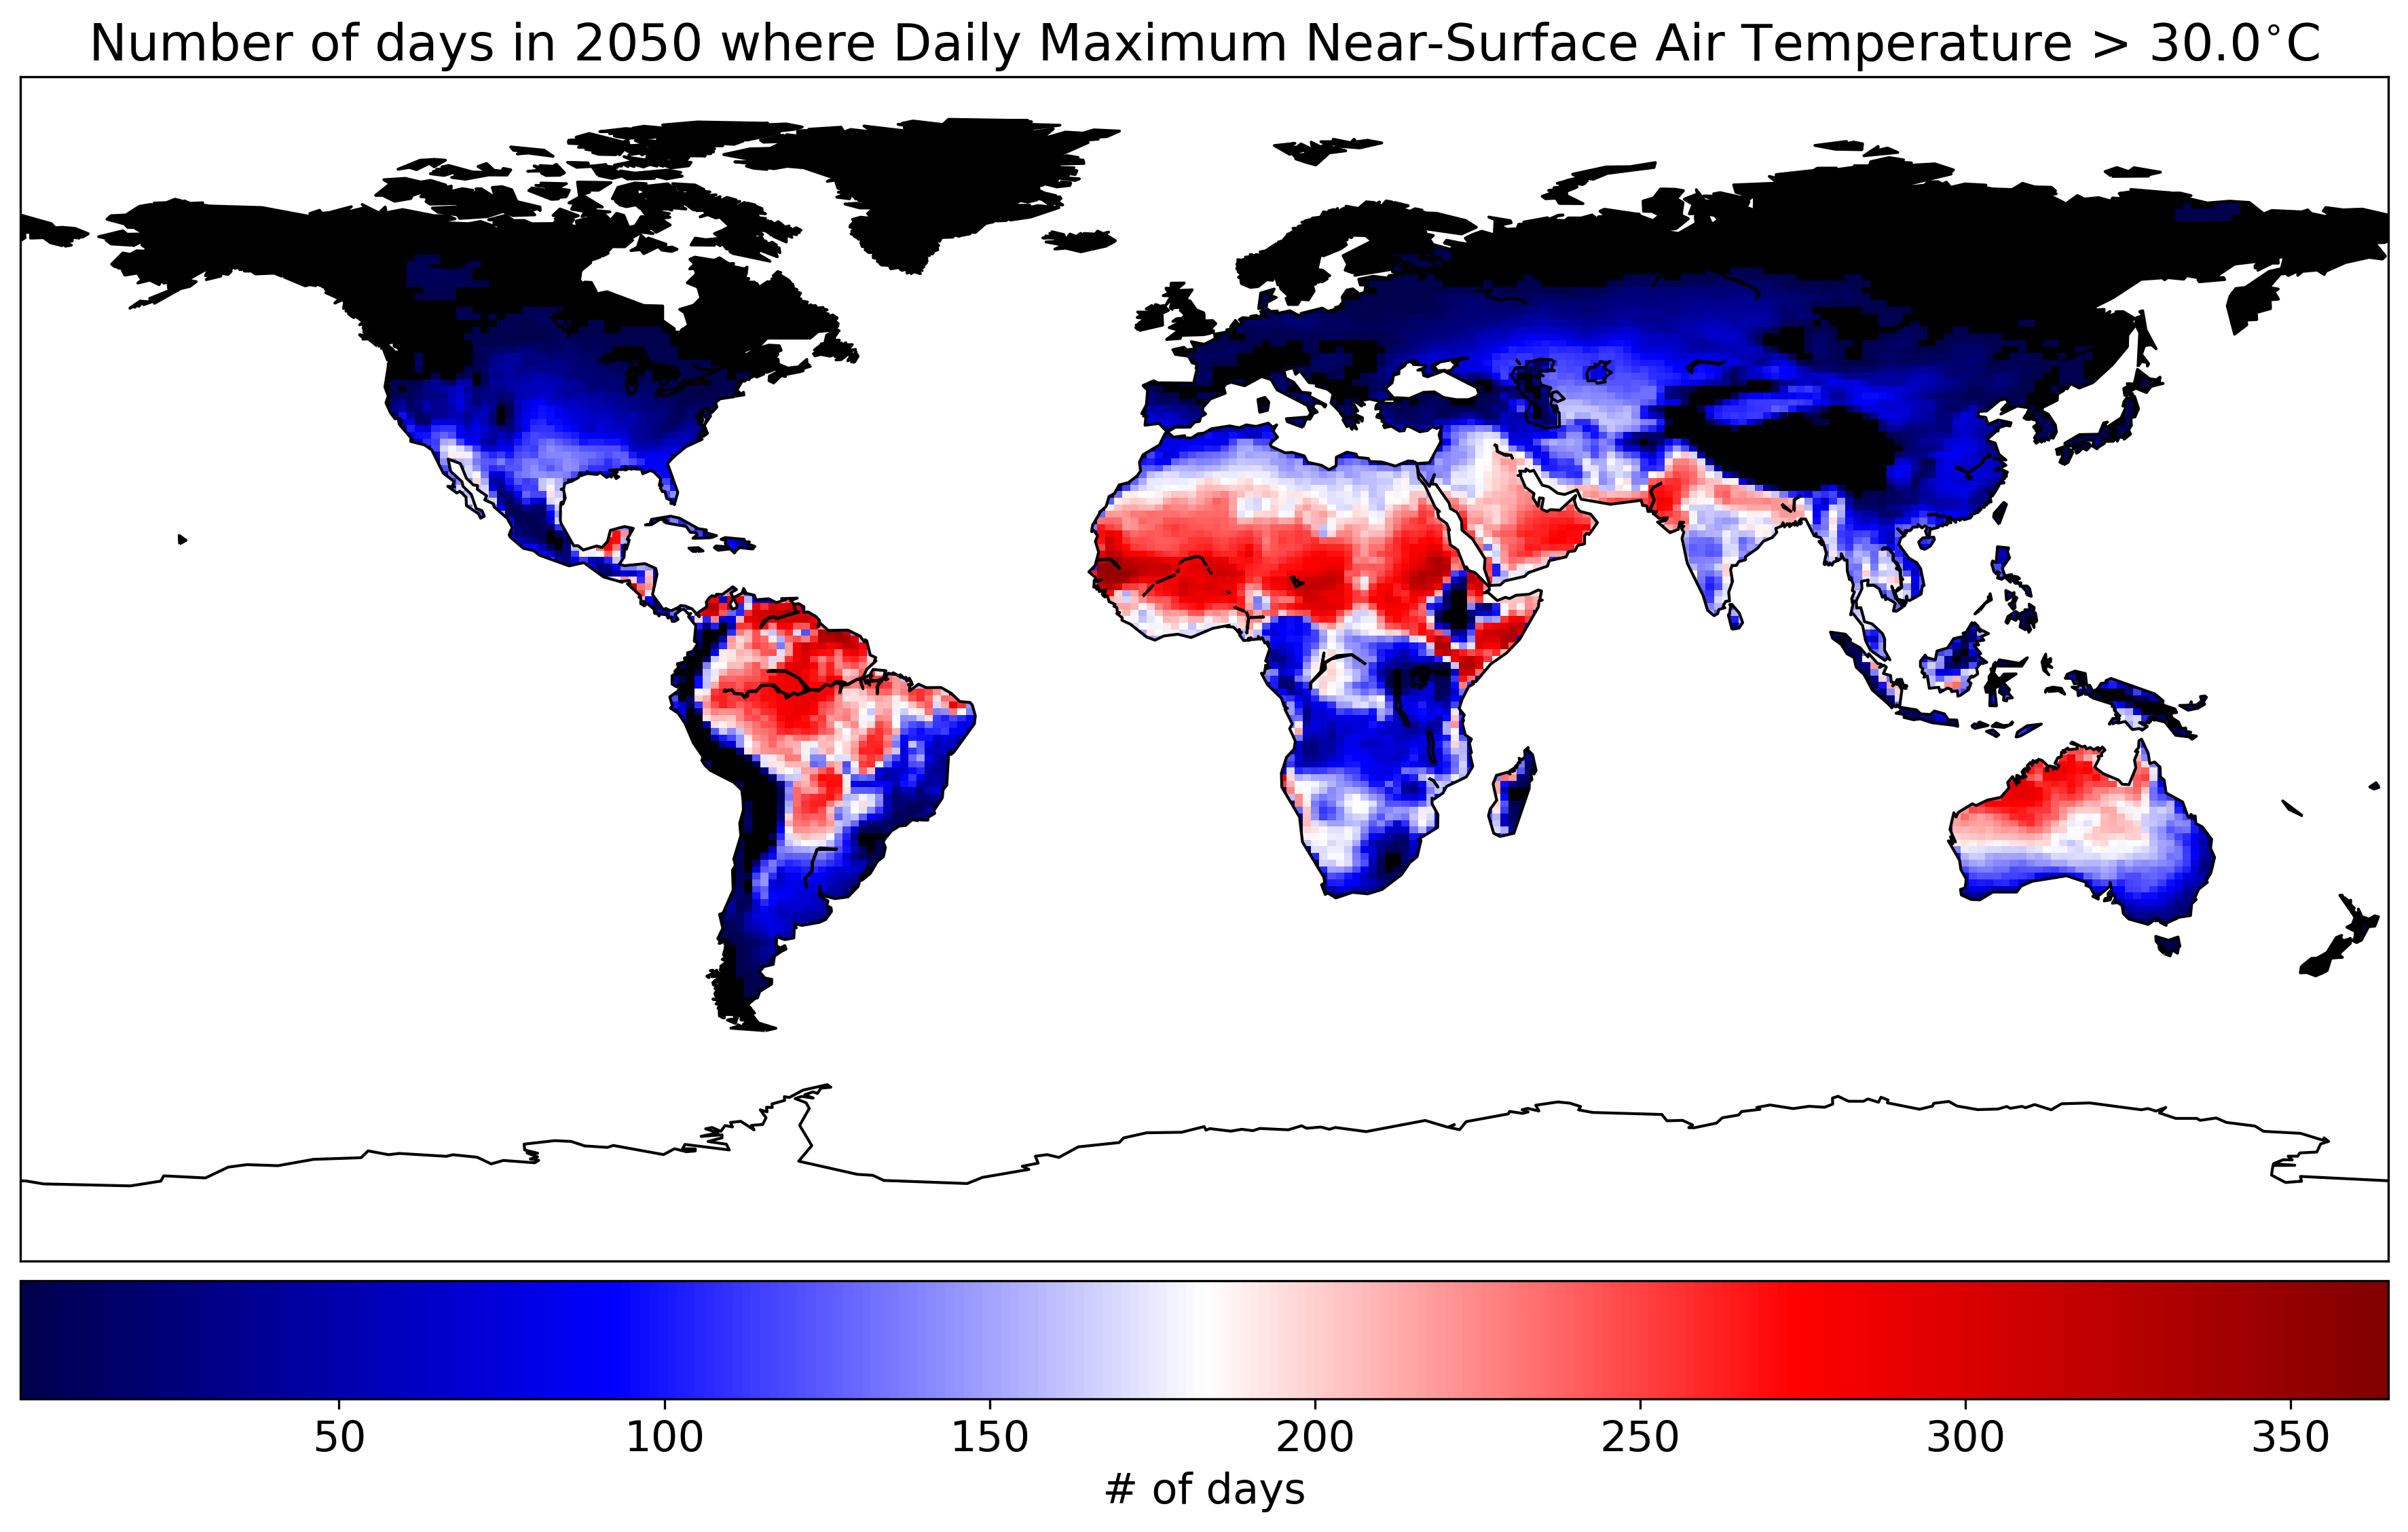 Number of days in 2050 where Daily Maximum Near-Surface Air Temperature > 30.0°C
50 100 150 200 250 300 350
# of days